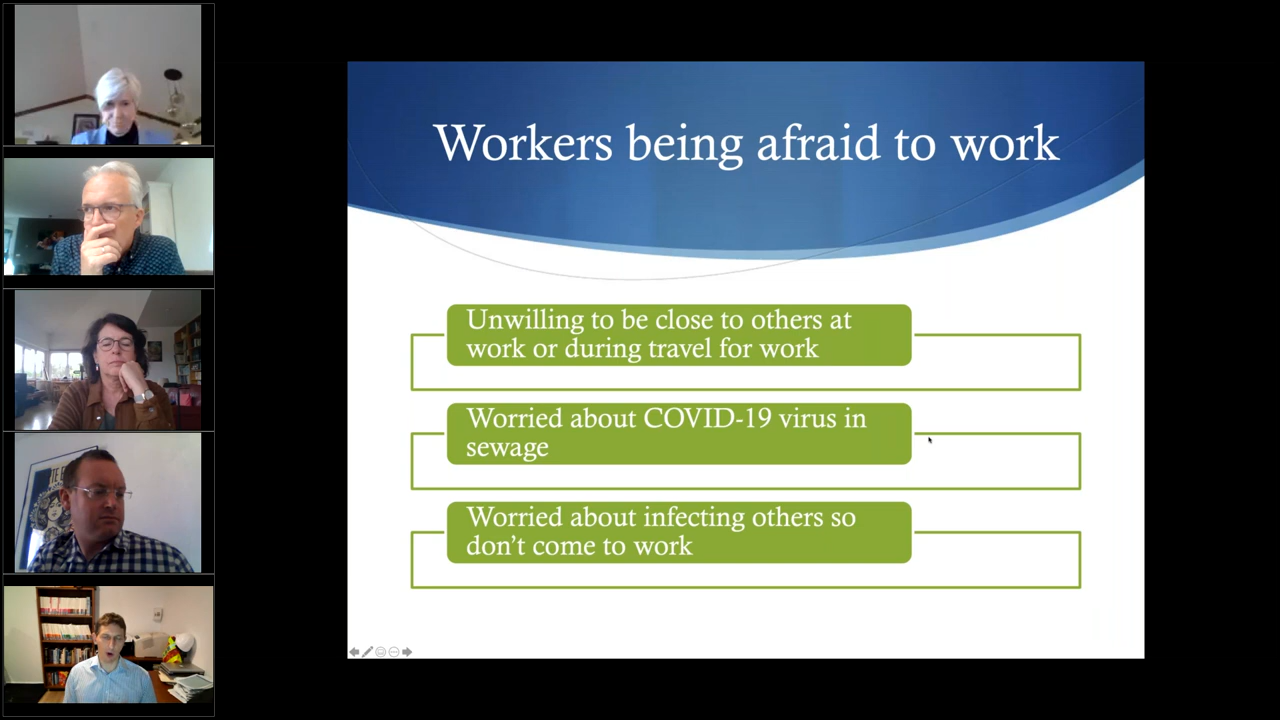 Workers being afraid to work
Unwilling to be close to others at
work or during travel for work
Worried about COVID-19 virus in
sewage
Worried about infecting others so
don't come to work